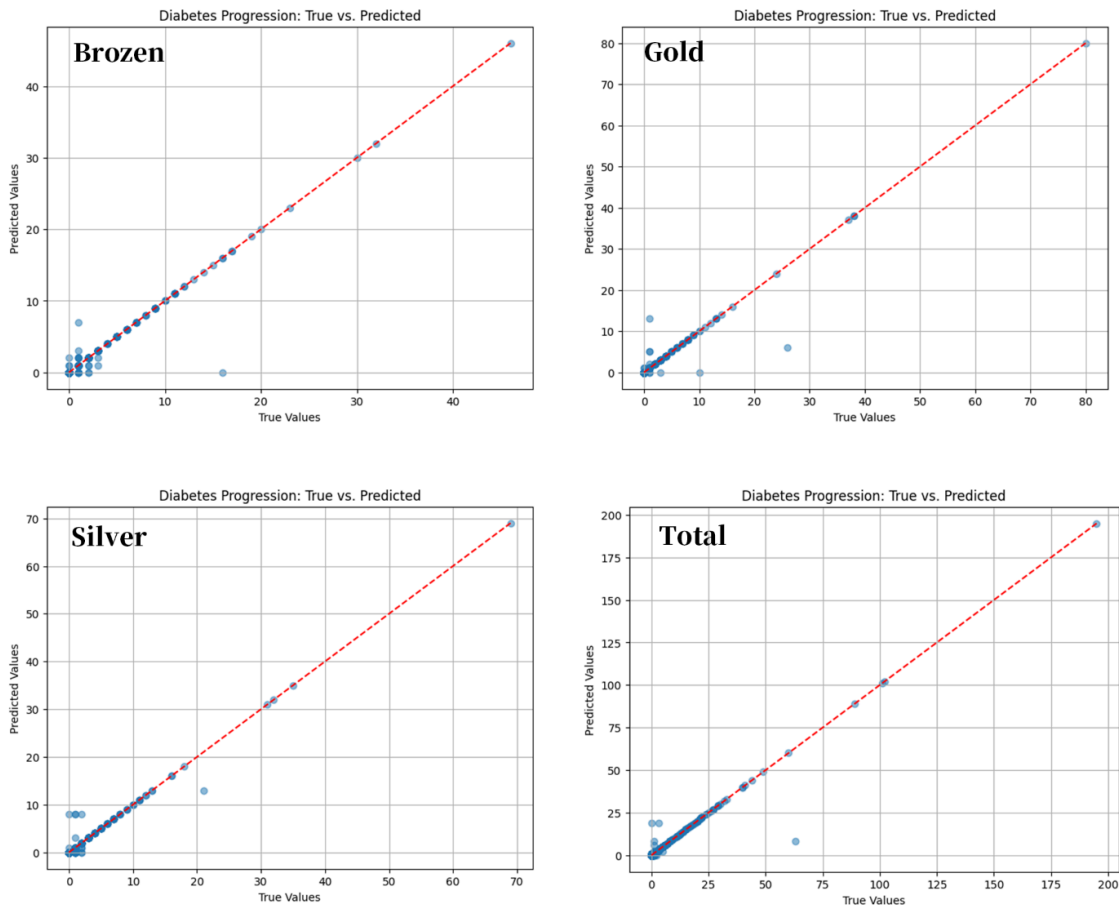 Diabetes Progression: True vs. Predicted
Brozen
Predicted Values
40
30
20
10
0
0 10 20 30 40
True Values
Diabetes Progression: True vs. Predicted
Gold
Predicted Values
80
70
60
50
40
30
20
10
0
0 10 20 30 40 50 60 70 80
True Values
Diabetes Progression: True vs. Predicted
Silver
Predicted Values
70
60
50
40
30
20
10
0
0 10 20 30 40 50 60 70
True Values
Diabetes Progression: True vs. Predicted
Total
Predicted Values
200
175
150
125
100
75
50
25
0
0 25 50 75 100 125 150 175 200
True Values